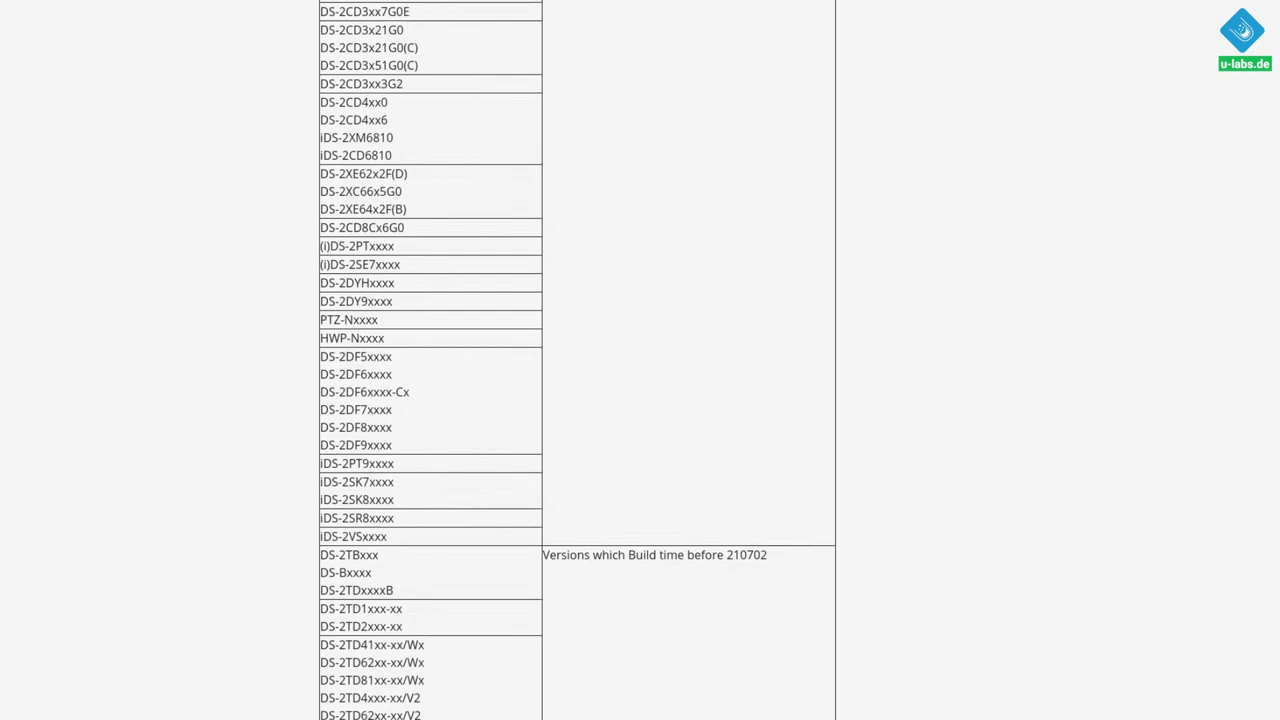 DS-2CD3xx7G0E
DS-2CD3x21G0
DS-2CD3x21G0(C)
DS-2CD3x51G0(C)
DS-2CD3xx3G2
DS-2CD4xx0
DS-2CD4xx6
iDS-2XM6810
iDS-2CD6810
DS-2XE62x2F(D)
DS-2XC66x5G0
DS-2XE64x2F(B)
DS-2CD8Cx6G0
(i)DS-2PTxxxx
(i)DS-2SE7xxxx
DS-2DYHxxxx
DS-2DY9xxxx
PTZ-Nxxxx
HWP-Nxxxx
DS-2DF5xxxx
DS-2DF6xxxx
DS-2DF6xxxx-Cx
DS-2DF7xxxx
DS-2DF8xxxx
DS-2DF9xxxx
iDS-2PT9xxxx
iDS-2SK7xxxx
iDS-2SK8xxxx
iDS-2SR8xxxx
iDS-2VSxxxx
DS-2TBxxx
DS-Bxxxx
DS-2TDxxxxB
DS-2TD1xxx-xx
DS-2TD2xxx-xx
DS-2TD41xx-xx/Wx
DS-2TD62xx-xx/Wx
DS-2TD81xx-xx/Wx
DS-2TD4xxx-xx/V2
DS-2TD62xx-xx/V2
Versions which Build time before 210702
u-labs.de